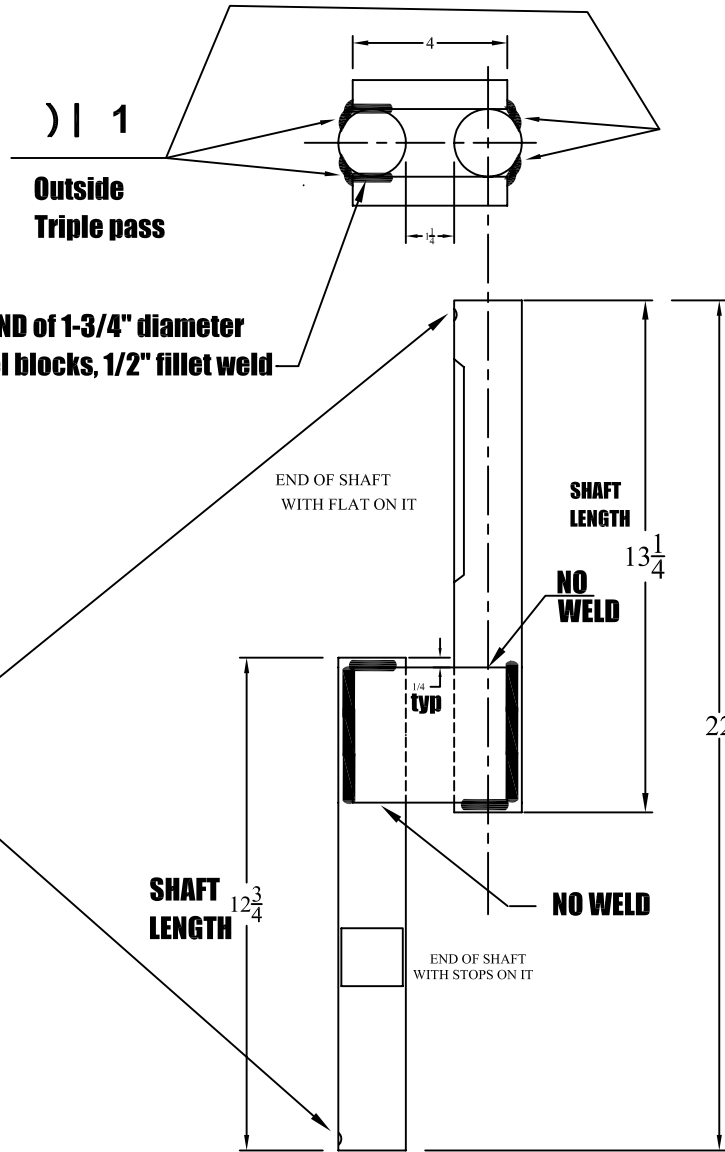 4
)| 1
Outside
Triple pass
1 1/4
ND of 1-3/4" diameter
el blocks, 1/2" fillet weld
END OF SHAFT
WITH FLAT ON IT
SHAFT
LENGTH
13 1/4
NO
WELD
1/4
typ
22
SHAFT
LENGTH
12 3/4
NO WELD
END OF SHAFT
WITH STOPS ON IT